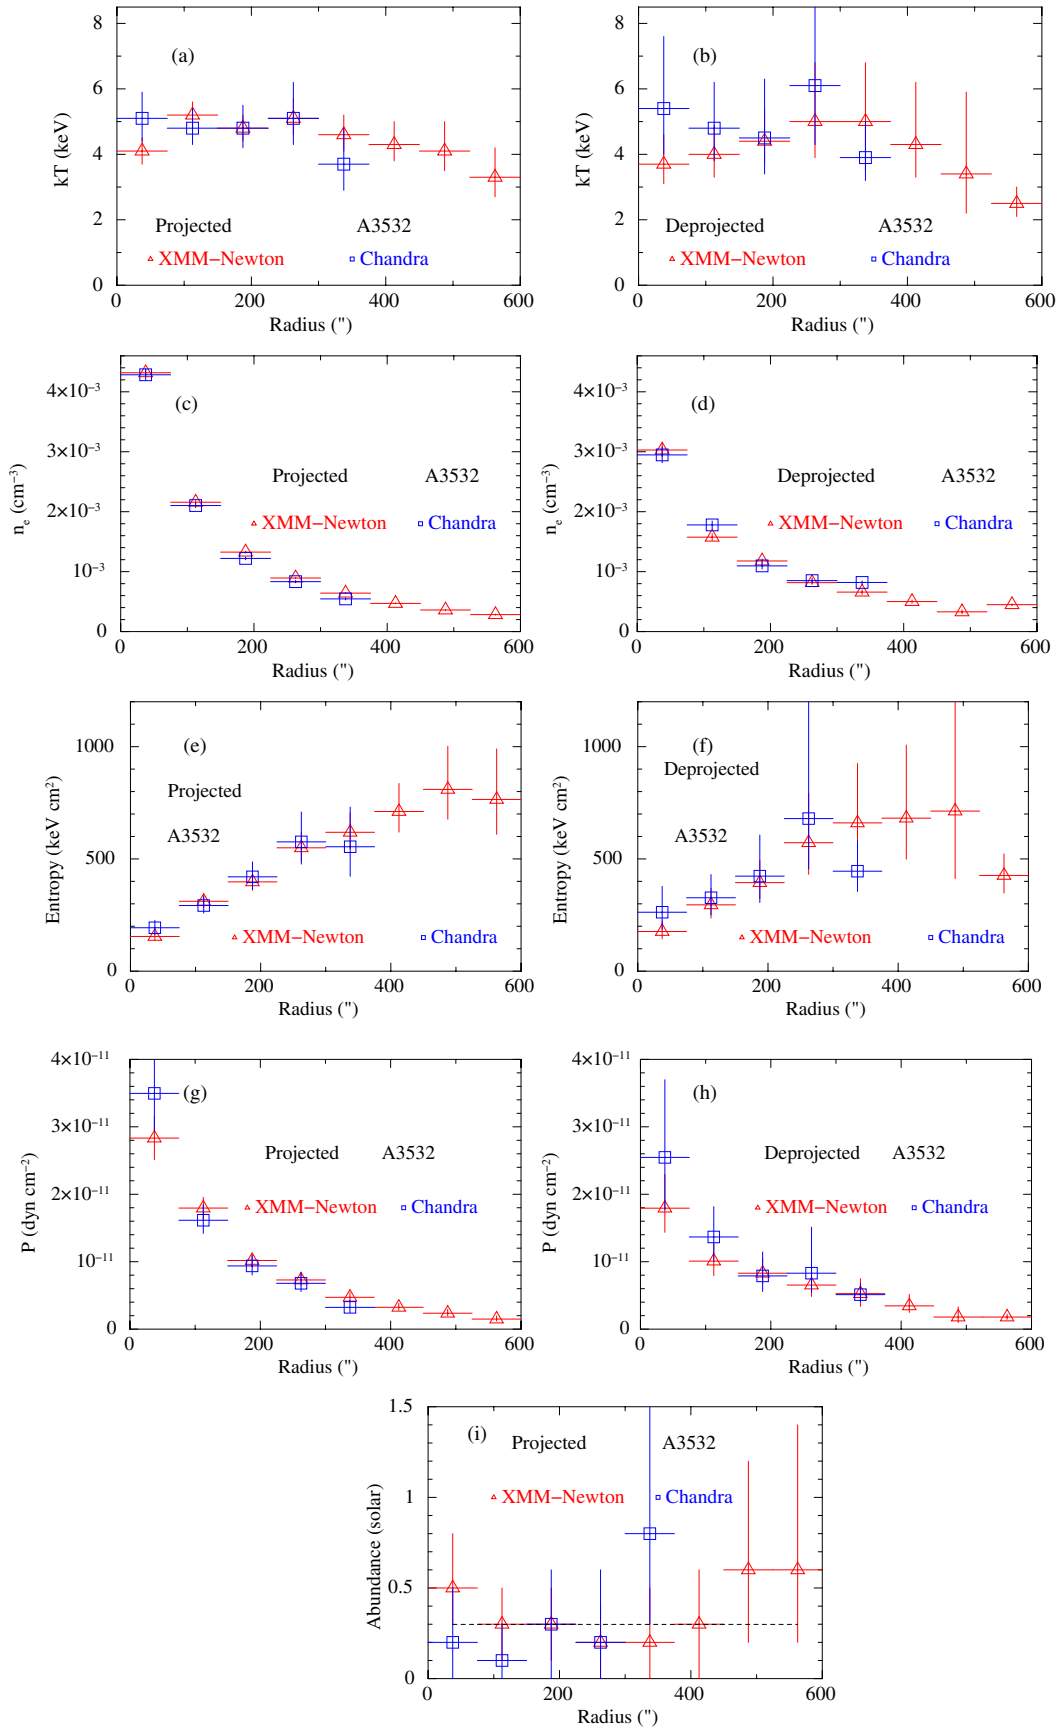 (a)
8
6
4
2
0
kT (keV)
Projected A3532
XMM−Newton Chandra
0 200 400 600
Radius (")
(b)
8
6
4
2
0
kT (keV)
Deprojected A3532
XMM−Newton Chandra
0 200 400 600
Radius (")
(c)
4×10⁻³
3×10⁻³
2×10⁻³
10⁻³
0
nₑ (cm⁻³)
Projected A3532
XMM−Newton Chandra
0 200 400 600
Radius (")
(d)
4×10⁻³
3×10⁻³
2×10⁻³
10⁻³
0
nₑ (cm⁻³)
Deprojected A3532
XMM−Newton Chandra
0 200 400 600
Radius (")
(e)
1000
500
0
Entropy (keV cm²)
Projected
A3532
XMM−Newton Chandra
0 200 400 600
Radius (")
(f)
1000
500
0
Entropy (keV cm²)
Deprojected
A3532
XMM−Newton Chandra
0 200 400 600
Radius (")
(g)
4×10⁻¹¹
3×10⁻¹¹
2×10⁻¹¹
10⁻¹¹
0
P (dyn cm⁻²)
Projected A3532
XMM−Newton Chandra
0 200 400 600
Radius (")
(h)
4×10⁻¹¹
3×10⁻¹¹
2×10⁻¹¹
10⁻¹¹
0
P (dyn cm⁻²)
Deprojected A3532
XMM−Newton Chandra
0 200 400 600
Radius (")
(i)
1.5
1
0.5
0
Abundance (solar)
Projected A3532
XMM−Newton Chandra
0 200 400 600
Radius (")